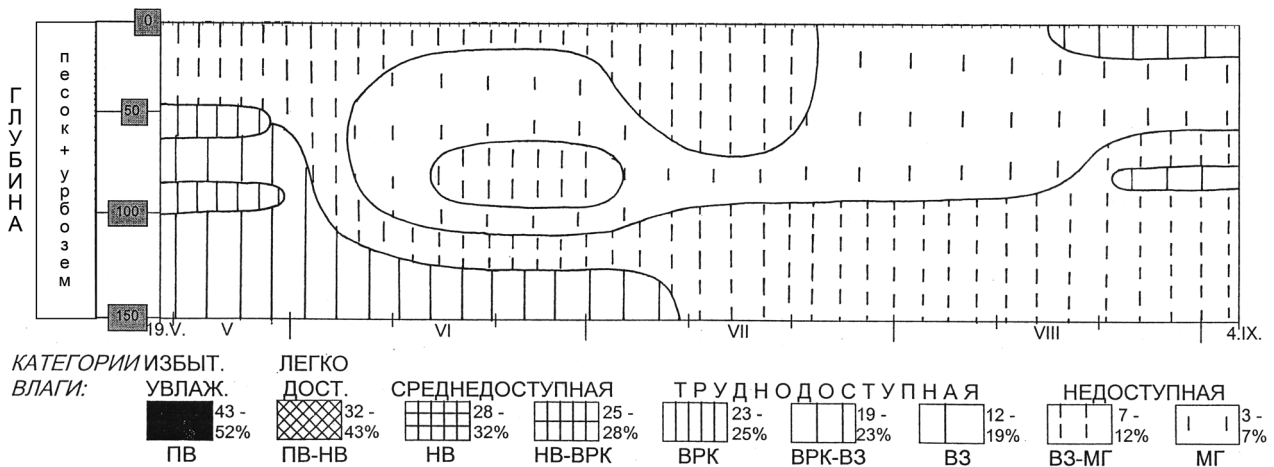 ГЛУБИНА
песок + урбозем
0
50
100
150
19.V. V VI VII VIII 4.IX.
КАТЕГОРИИ ИЗБЫТ. ЛЕГКО
ВЛАГИ: УВЛАЖ. ДОСТ. СРЕДНЕДОСТУПНАЯ ТРУДНОДОСТУПНАЯ НЕДОСТУПНАЯ
43 - 32 - 28 - 25 - 23 - 19 - 12 - 7 - 3 -
52% 43% 32% 28% 25% 23% 19% 12% 7%
ПВ ПВ-НВ НВ НВ-ВРК ВРК ВРК-ВЗ ВЗ ВЗ-МГ МГ